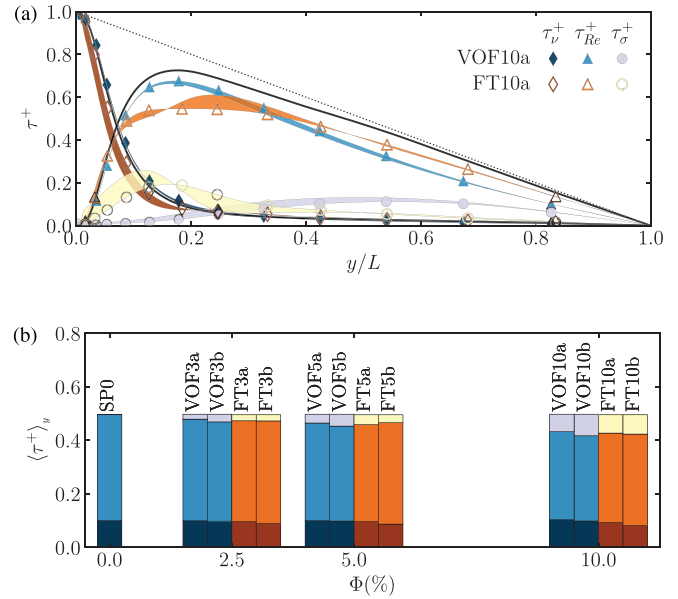 (a)
τν+ τRe+ τσ+
VOF10a
FT10a
τ+
1.0
0.8
0.6
0.4
0.2
0.0
0.0 0.2 0.4 0.6 0.8 1.0
y/L
(b)
⟨τ+⟩y
0.8
0.6
0.4
0.2
0.0
SP0 VOF3a VOF3b FT3a FT3b VOF5a VOF5b FT5a FT5b VOF10a VOF10b FT10a FT10b
0.0 2.5 5.0 10.0
Φ(%)